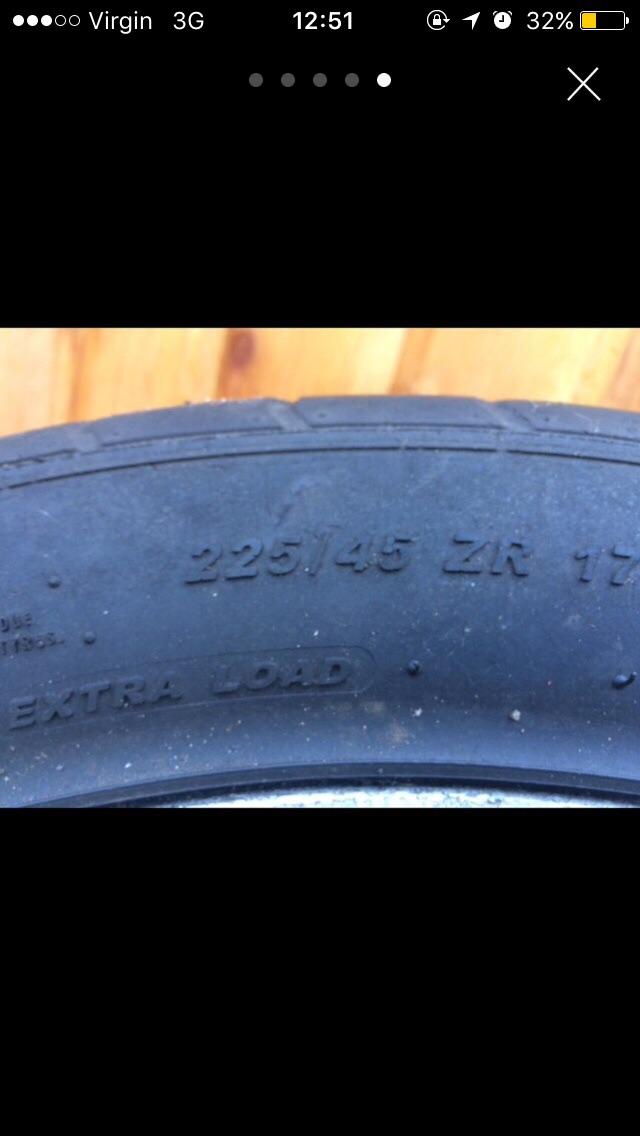 Virgin 3G 12:51 32%
225/45 ZR 17
EXTRA LOAD